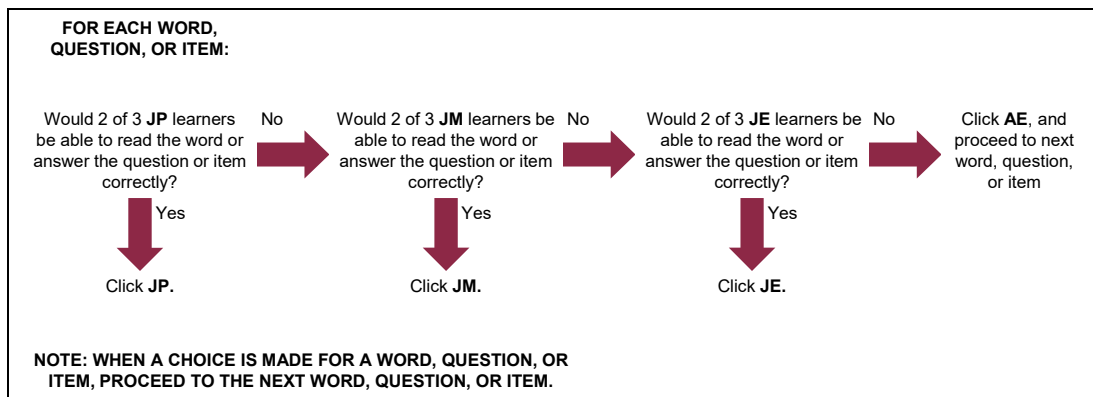 FOR EACH WORD,
QUESTION, OR ITEM:
Would 2 of 3 JP learners
be able to read the word or
answer the question or item
correctly?
No
Would 2 of 3 JM learners be
able to read the word or
answer the question or item
correctly?
No
Would 2 of 3 JE learners be
able to read the word or
answer the question or item
correctly?
No
Click AE, and
proceed to next
word, question,
or item
Yes
Yes
Yes
Click JP.
Click JM.
Click JE.
NOTE: WHEN A CHOICE IS MADE FOR A WORD, QUESTION, OR
ITEM, PROCEED TO THE NEXT WORD, QUESTION, OR ITEM.